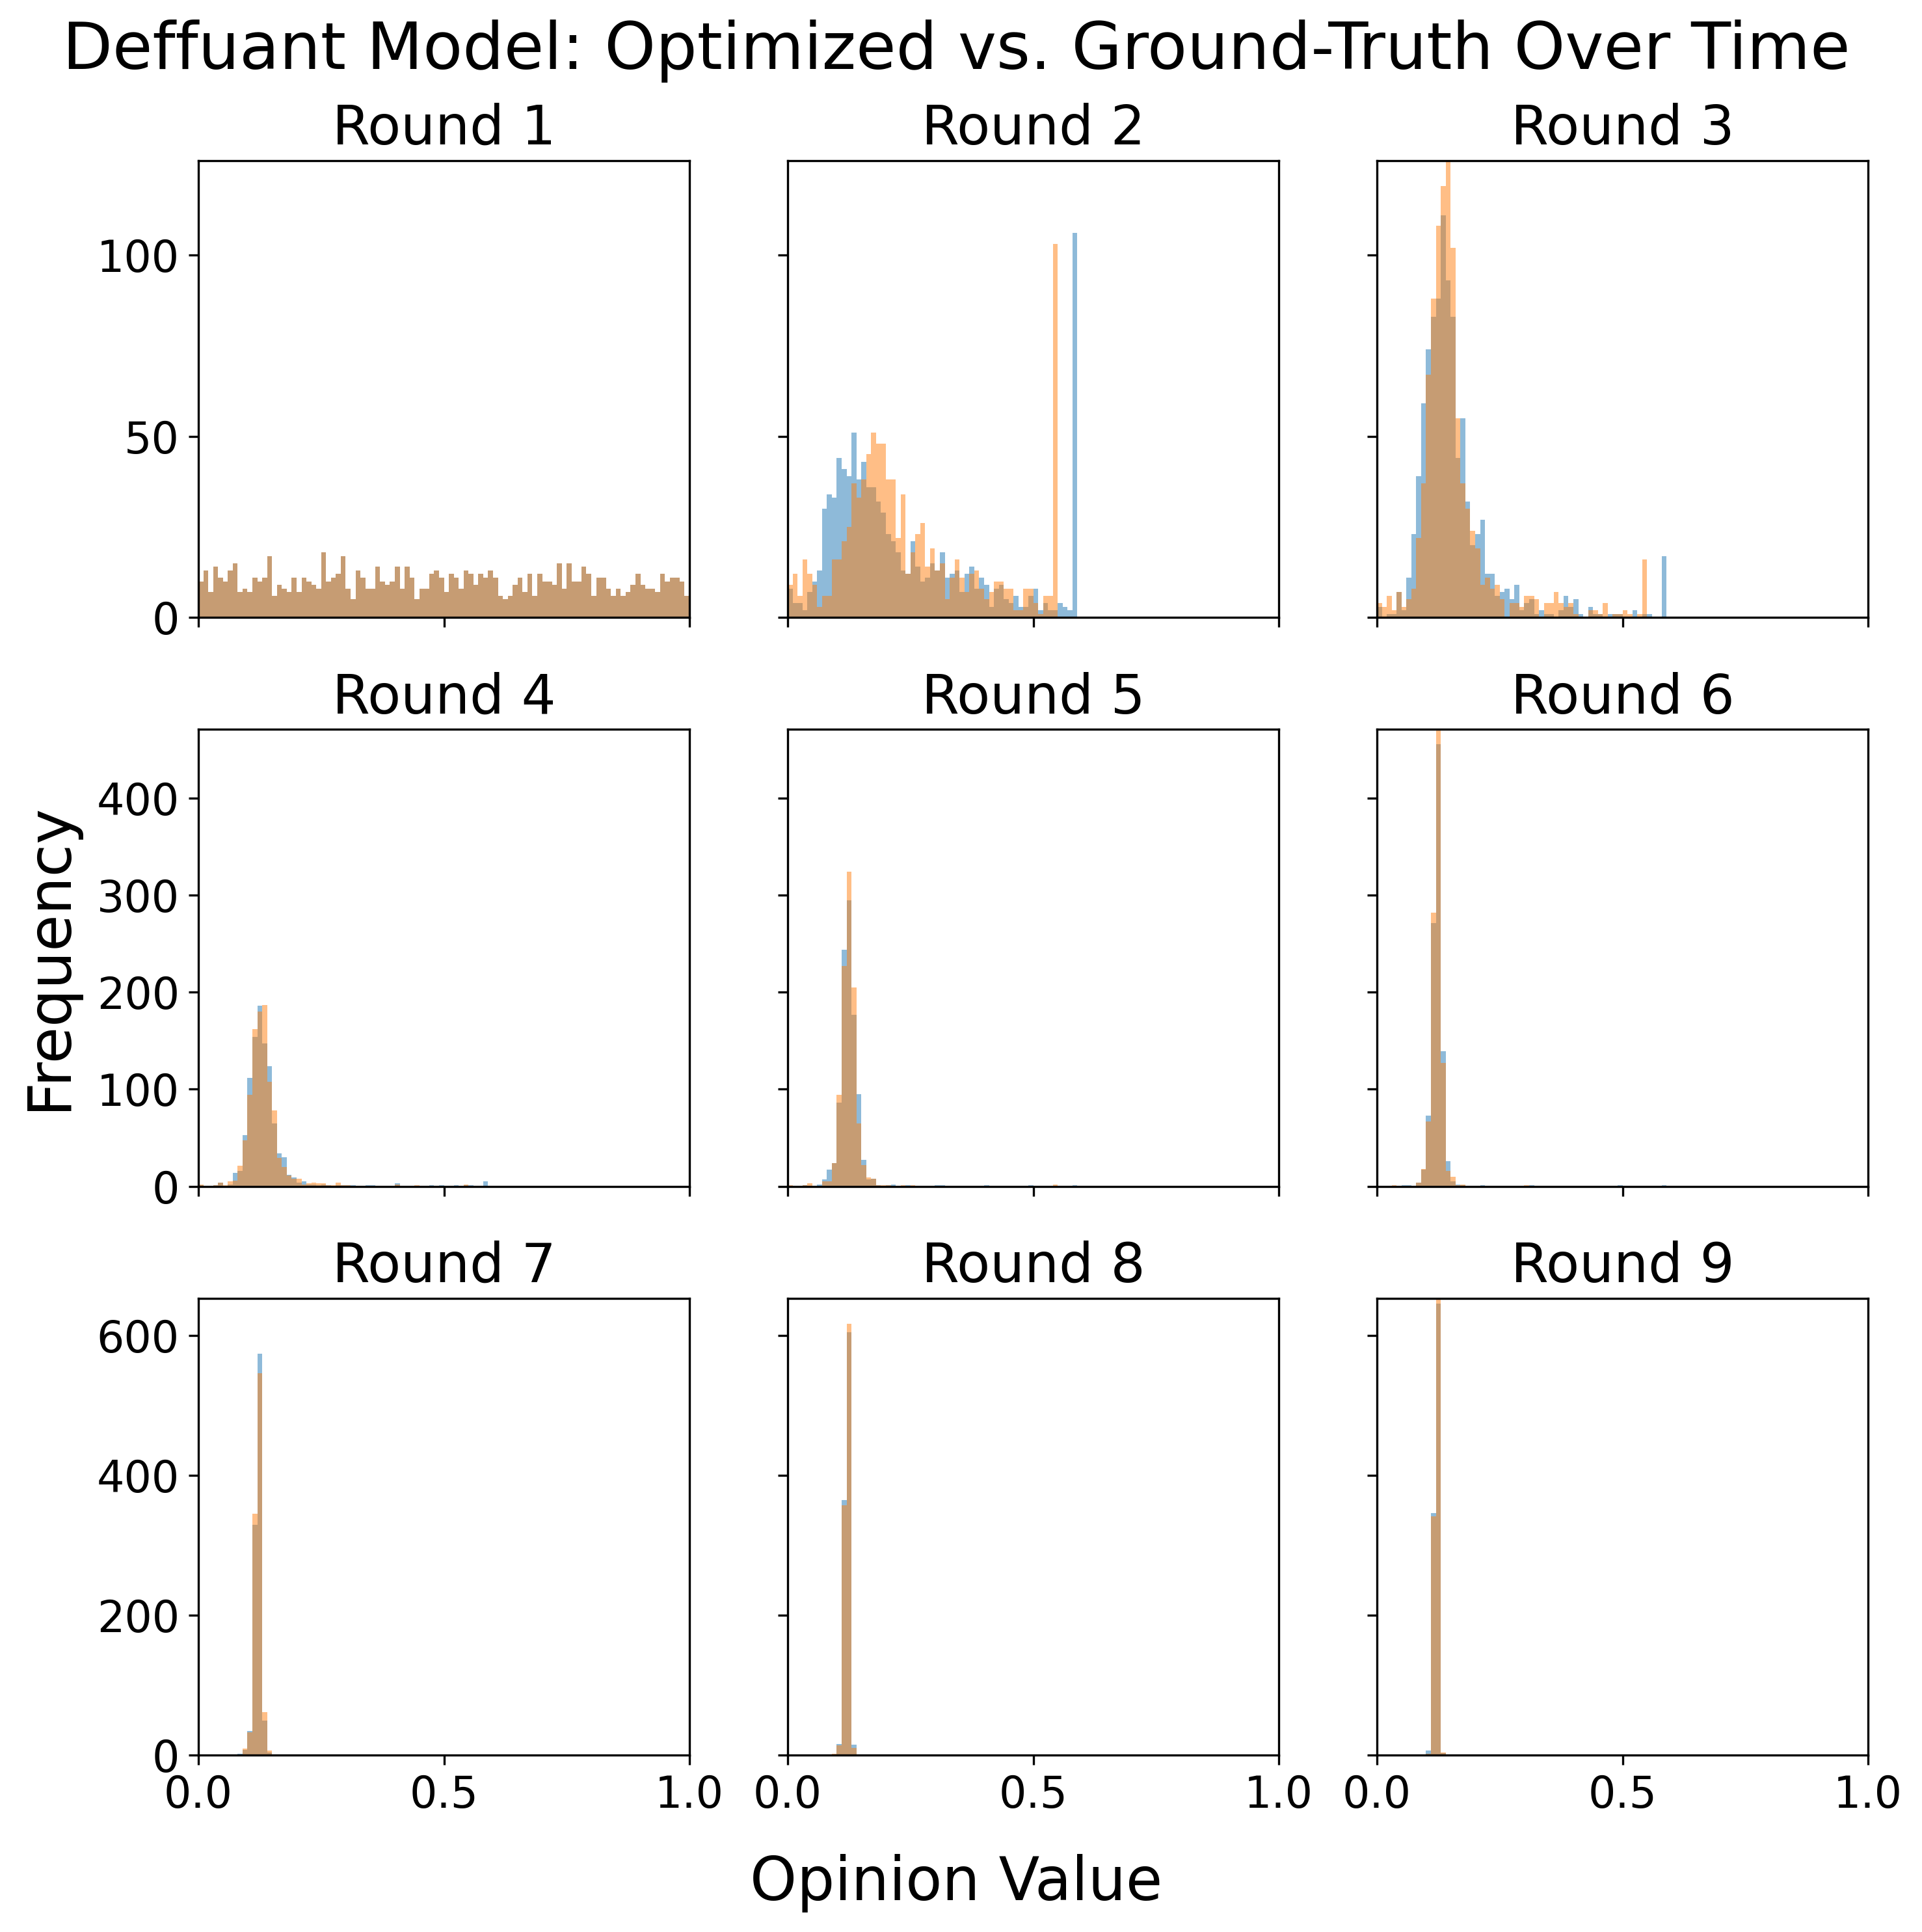 Deffuant Model: Optimized vs. Ground-Truth Over Time
Round 1
Round 2
Round 3
100
50
0
Round 4
Round 5
Round 6
400
300
200
100
0
Frequency
Round 7
Round 8
Round 9
600
400
200
0
0.0 0.5 1.0 0.0 0.5 1.0 0.0 0.5 1.0
Opinion Value